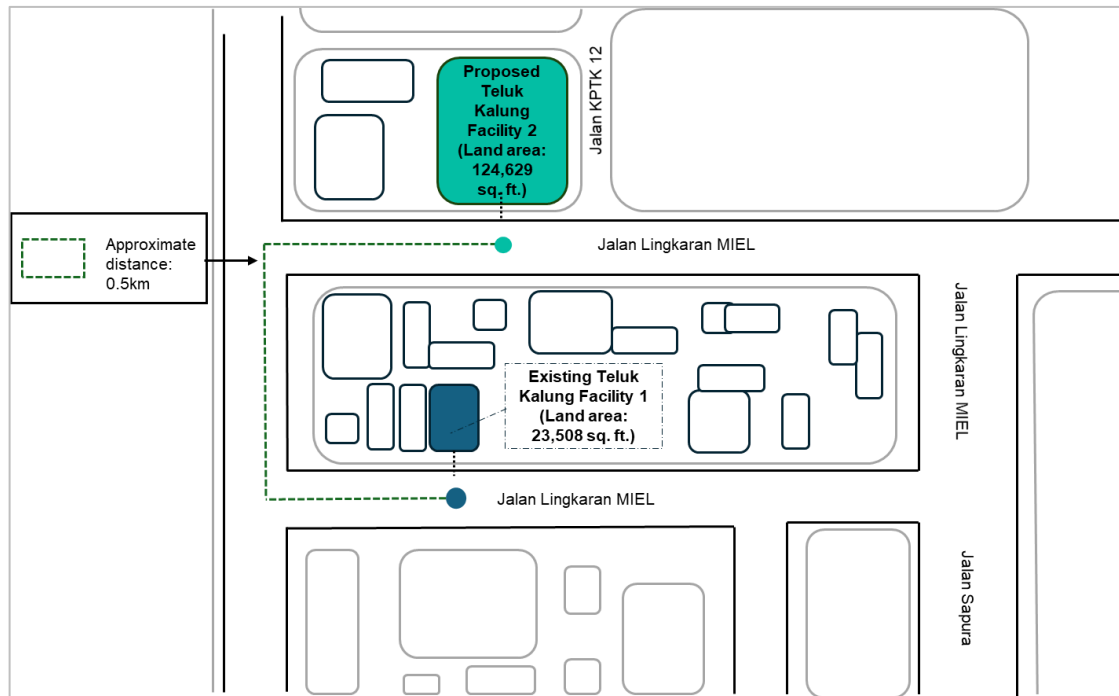 Proposed
Teluk
Kalung
Facility 2
(Land area:
124,629
sq. ft.)
Jalan KPTK 12
Approximate
distance:
0.5km
Jalan Lingkaran MIEL
Jalan Lingkaran MIEL
Existing Teluk
Kalung Facility 1
(Land area:
23,508 sq. ft.)
Jalan Lingkaran MIEL
Jalan Sapura